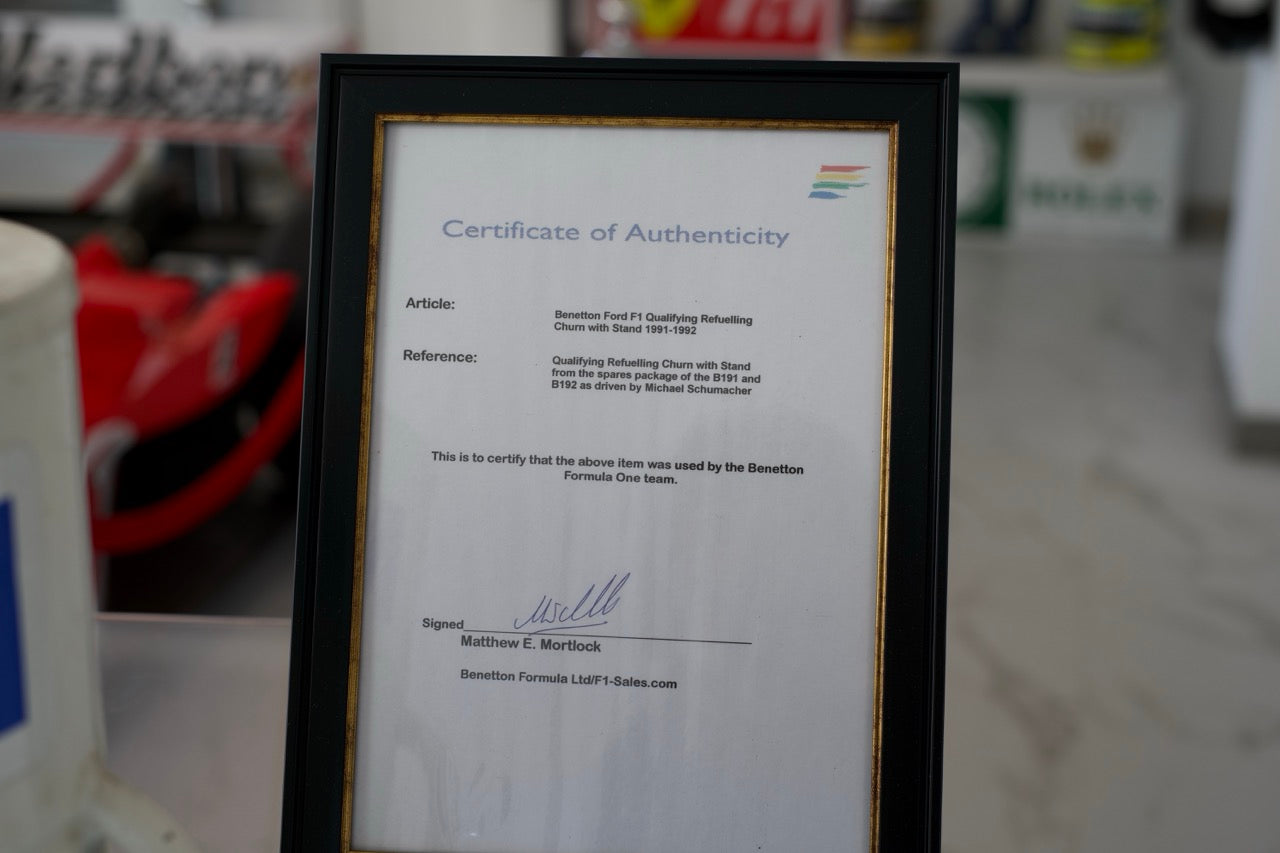 Marlboro
Certificate of Authenticity
Article:
Benetton Ford F1 Qualifying Refuelling
Churn with Stand 1991-1992
Reference:
Qualifying Refuelling Churn with Stand
from the spares package of the B191 and
B192 as driven by Michael Schumacher
This is to certify that the above item was used by the Benetton
Formula One team.
Signed
Matthew E. Mortlock
Benetton Formula Ltd/F1-Sales.com
ROLEX